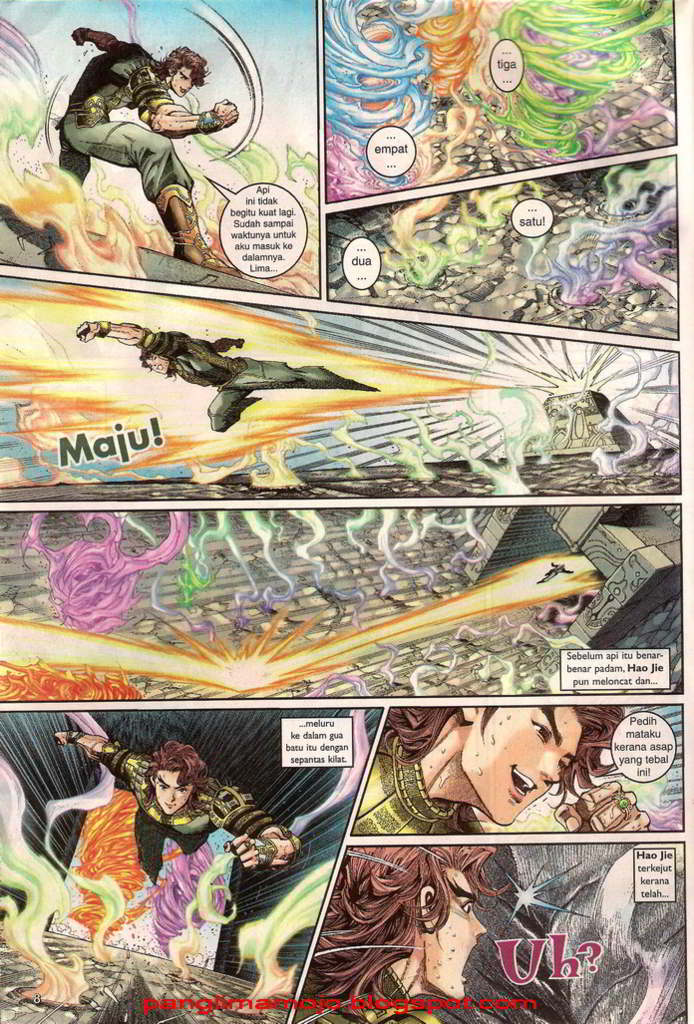 Api
ini tidak
begitu kuat lagi.
Sudah sampai
waktunya untuk
aku masuk ke
dalamnya.
Lima...
...
empat
...
...
tiga
...
...
dua
...
...
satu!
Maju!
Sebelum api itu benar-
benar padam, Hao Jie
pun meloncat dan...
...meluru
ke dalam gua
batu itu dengan
sepantas kilat.
Pedih
mataku
kerana asap
yang tebal
ini!
Hao Jie
terkejut
kerana
telah...
Uh?
8
panglimamojo.blogspot.com